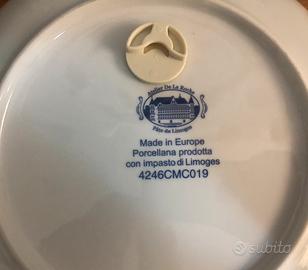 Atelier De La Roche
Pâte de Limoges
Made in Europe
Porcellana prodotta
con impasto di Limoges
4246CMC019
subito